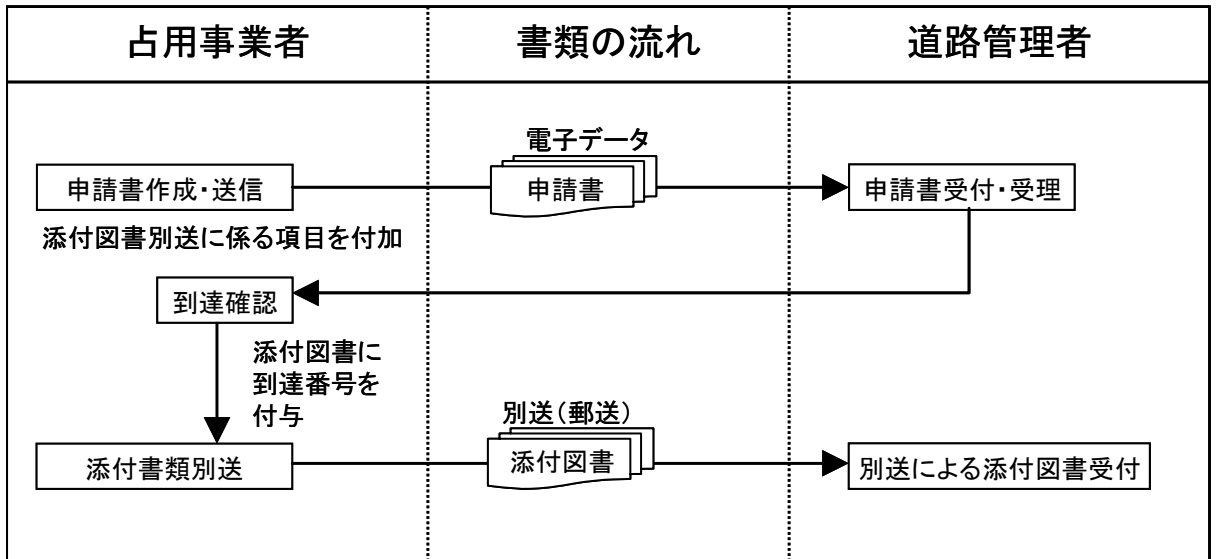 占用事業者
書類の流れ
道路管理者
電子データ
申請書作成・送信
申請書
申請書受付・受理
添付図書別送に係る項目を付加
到達確認
添付図書に
到達番号を
付与
別送(郵送)
添付書類別送
添付図書
別送による添付図書受付